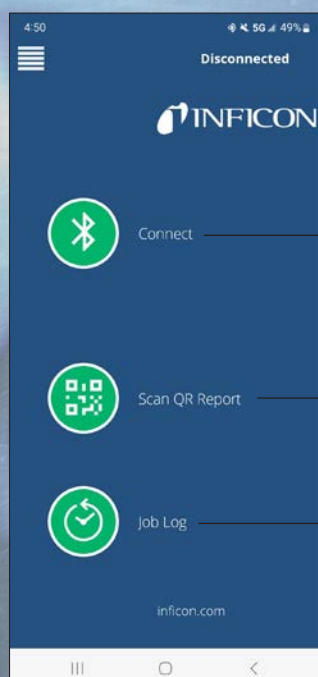 4:50 5G 49%
Disconnected
INFICON
Connect
Scan QR Report
Job Log
inficon.com